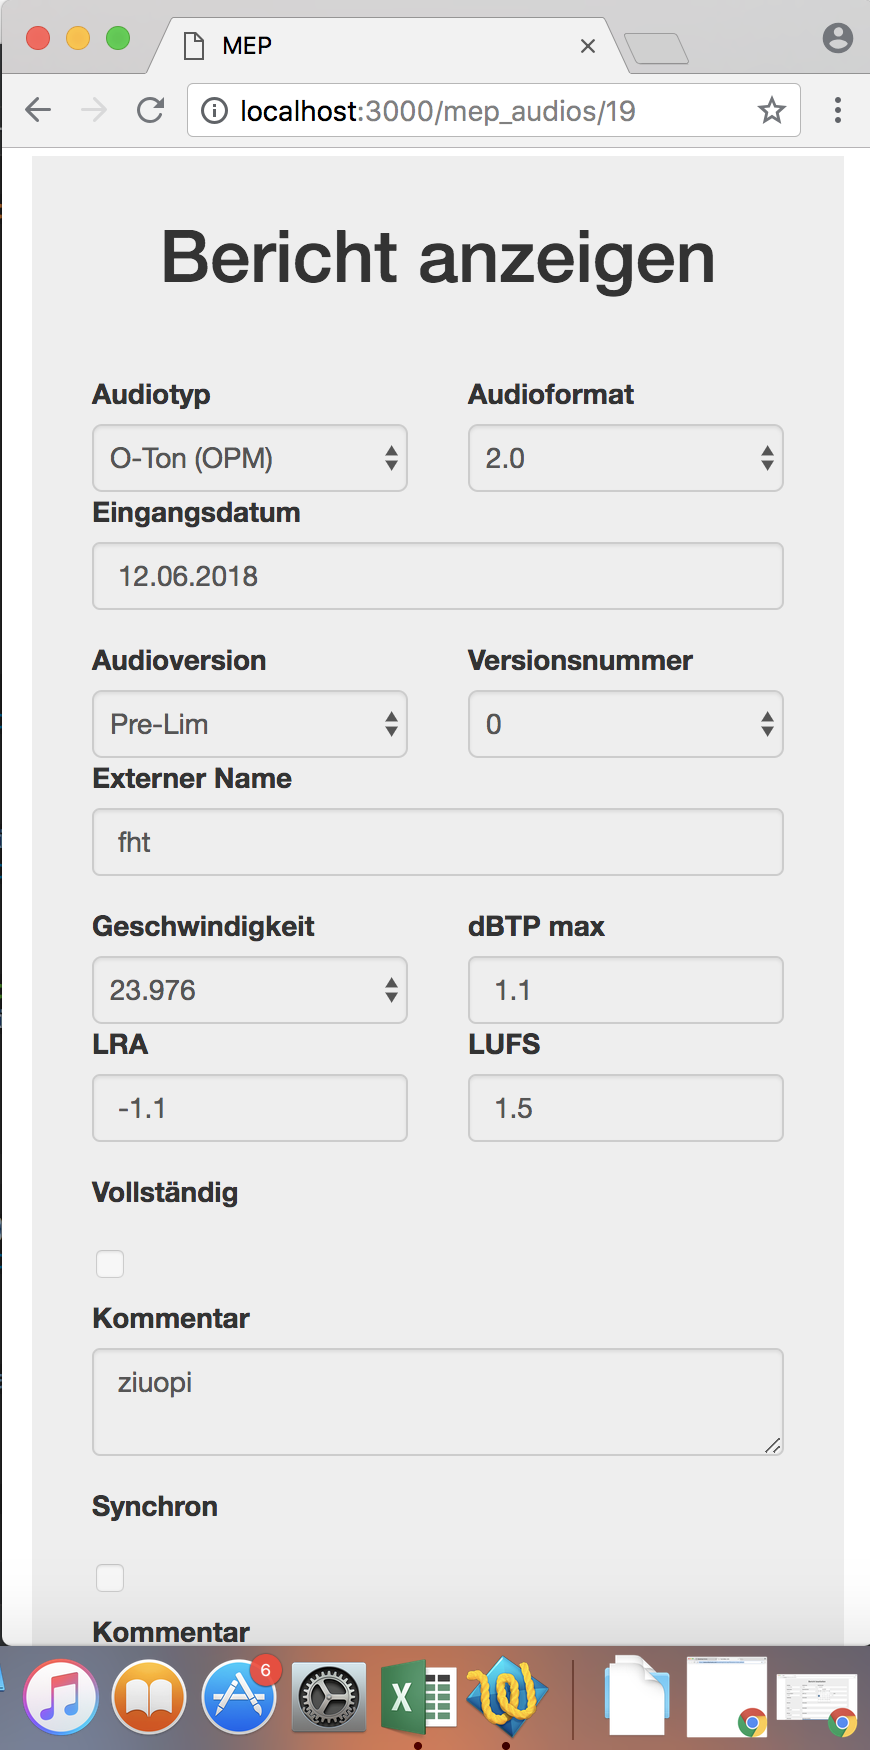 MEP
localhost:3000/mep_audios/19
Bericht anzeigen
Audiotyp Audioformat
O-Ton (OPM) 2.0
Eingangsdatum
12.06.2018
Audioversion Versionsnummer
Pre-Lim 0
Externer Name
fht
Geschwindigkeit dBTP max
23.976 1.1
LRA LUFS
-1.1 1.5
Vollständig
Kommentar
ziuopi
Synchron
Kommentar
6
X